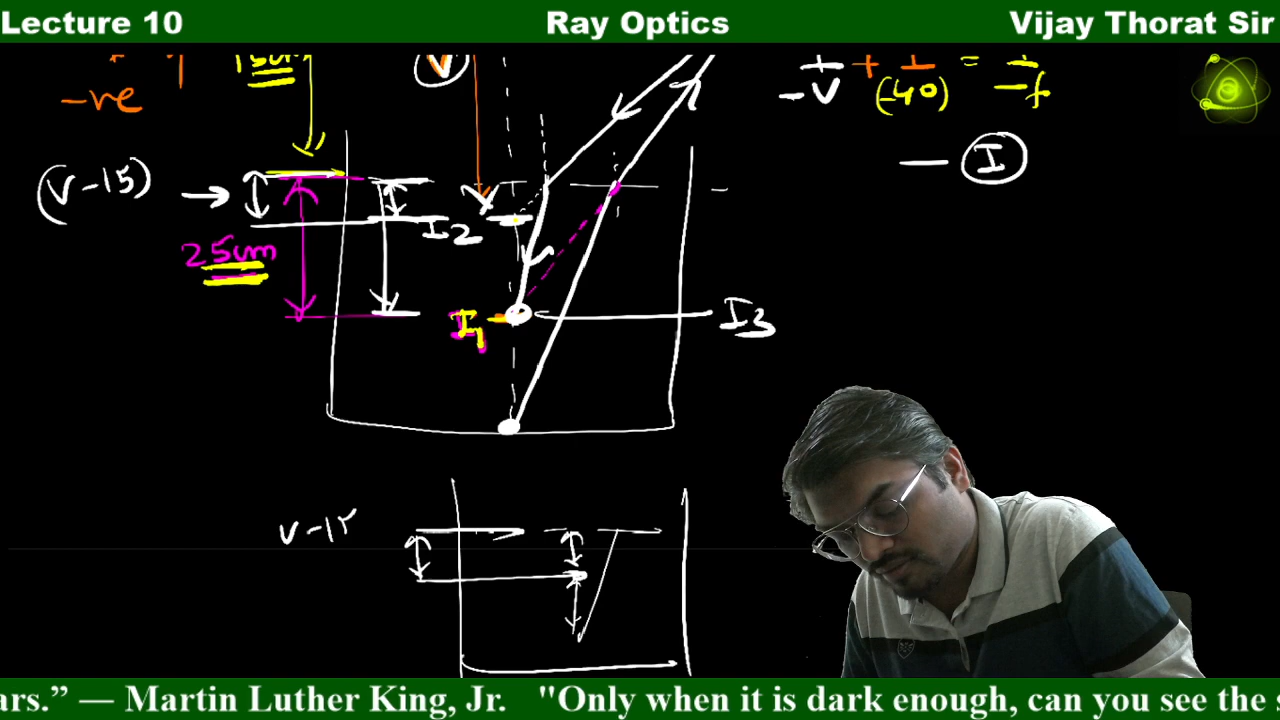 Lecture 10 Ray Optics Vijay Thorat Sir
15cm
V
1/-V + 1/(-40) = 1/-f
-ve
— I
(V-15) →
I2
25cm
I1
I3
V-15
ars.” — Martin Luther King, Jr. "Only when it is dark enough, can you see the s